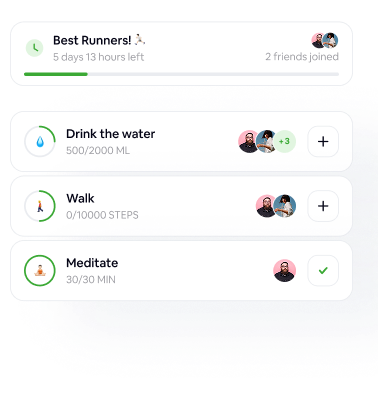 Best Runners!
5 days 13 hours left
2 friends joined
Drink the water
500/2000 ML
+3
Walk
0/10000 STEPS
Meditate
30/30 MIN